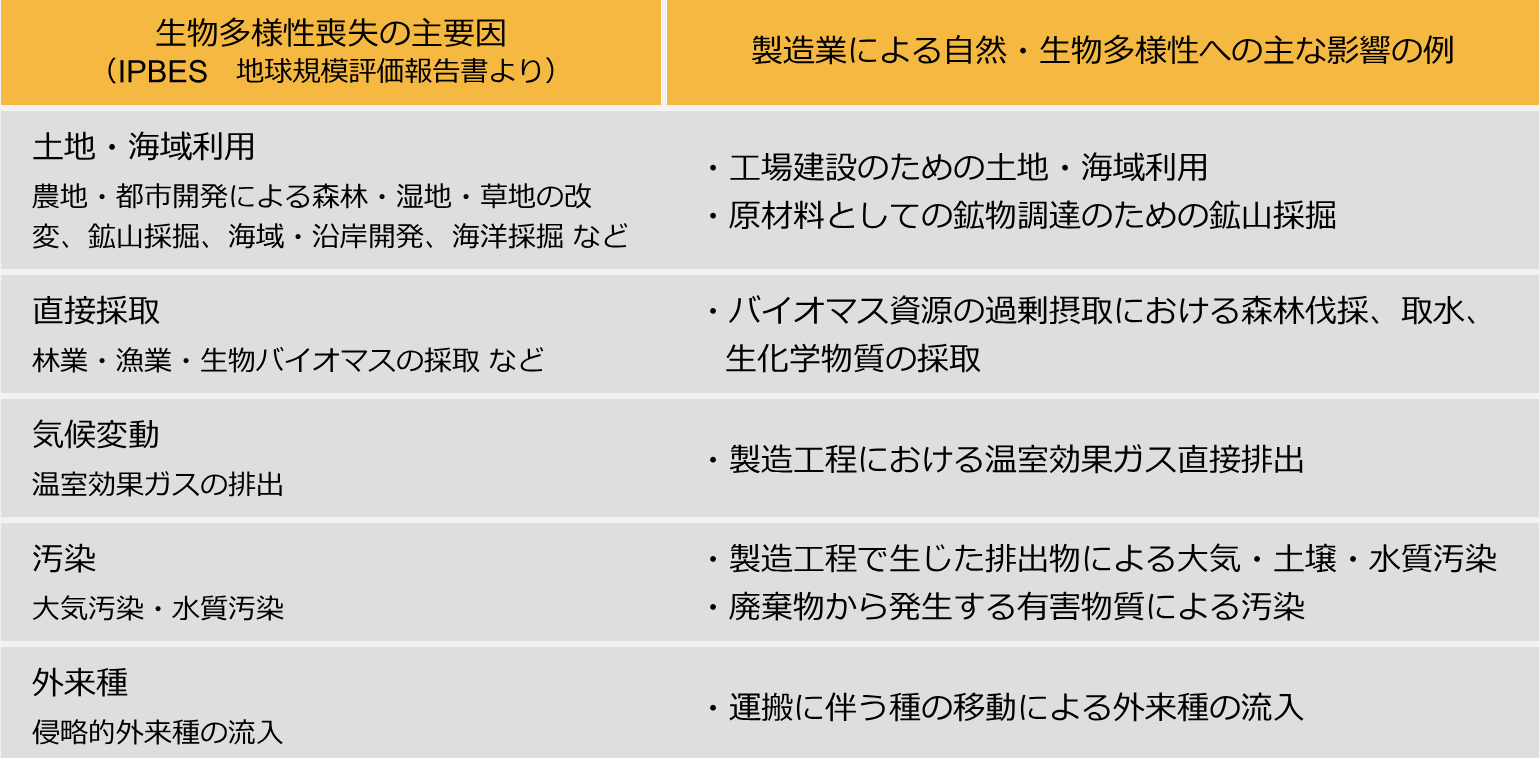 生物多様性喪失の主要因
（IPBES　地球規模評価報告書より）
製造業による自然・生物多様性への主な影響の例
土地・海域利用
農地・都市開発による森林・湿地・草地の改
変、鉱山採掘、海域・沿岸開発、海洋採掘 など
・工場建設のための土地・海域利用
・原材料としての鉱物調達のための鉱山採掘
直接採取
林業・漁業・生物バイオマスの採取 など
・バイオマス資源の過剰摂取における森林伐採、取水、
生化学物質の採取
気候変動
温室効果ガスの排出
・製造工程における温室効果ガス直接排出
汚染
大気汚染・水質汚染
・製造工程で生じた排出物による大気・土壌・水質汚染
・廃棄物から発生する有害物質による汚染
外来種
侵略的外来種の流入
・運搬に伴う種の移動による外来種の流入